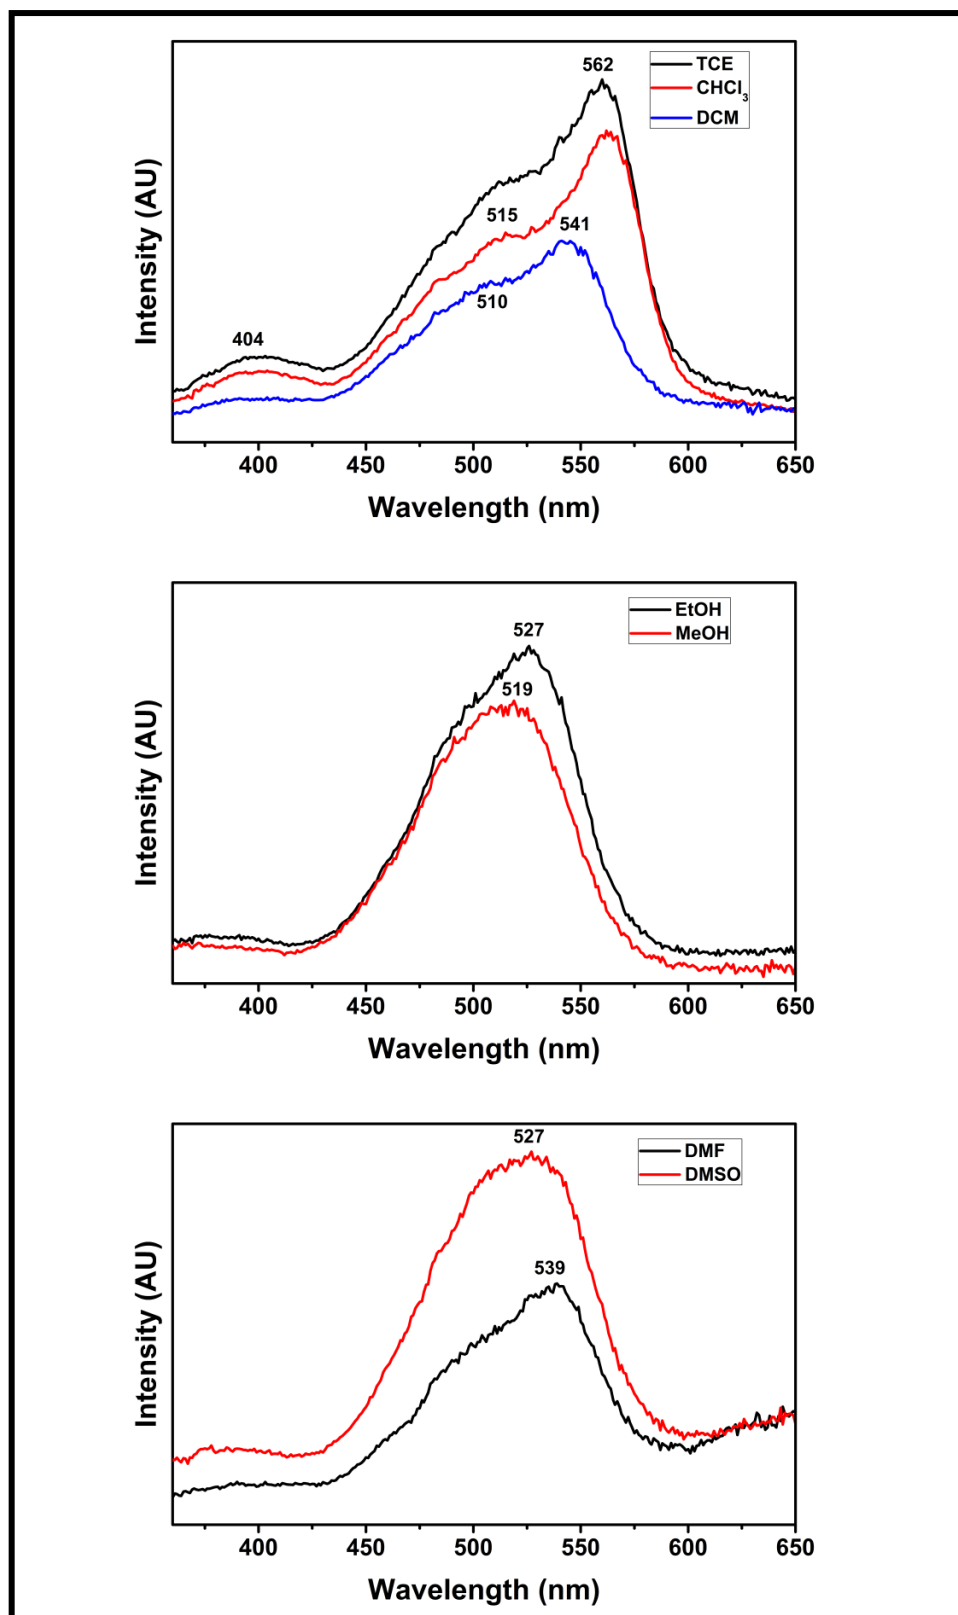 562
TCE
CHCl₃
DCM
515
541
510
404
Intensity (AU)
400 450 500 550 600 650
Wavelength (nm)
EtOH
MeOH
527
519
Intensity (AU)
400 450 500 550 600 650
Wavelength (nm)
527
DMF
DMSO
539
Intensity (AU)
400 450 500 550 600 650
Wavelength (nm)